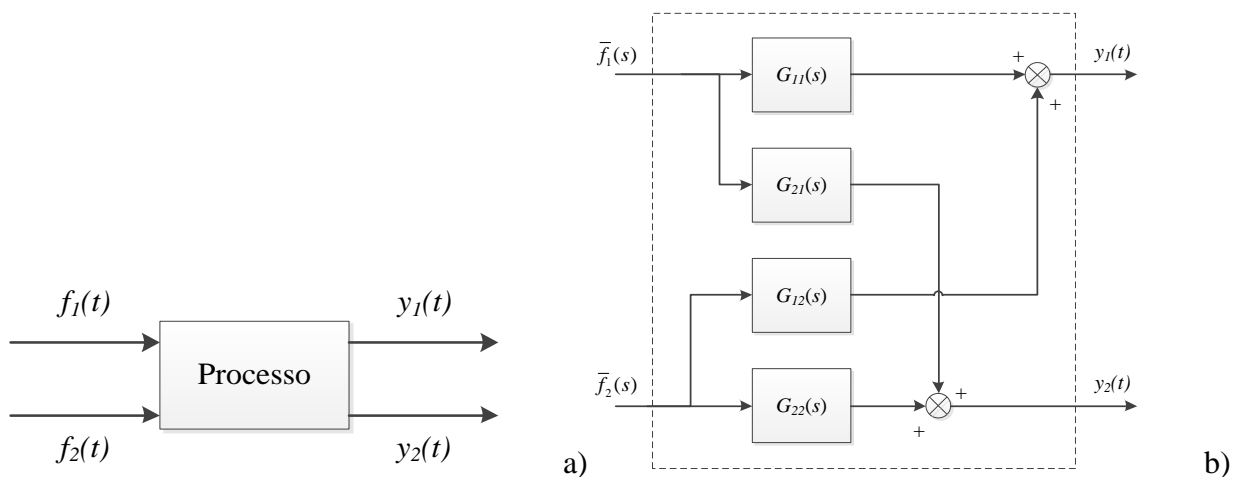 f₁(t)
y₁(t)
Processo
f₂(t)
y₂(t)
a)
f̅₁(s)
G₁₁(s)
+
y₁(t)
+
G₂₁(s)
G₁₂(s)
f̅₂(s)
G₂₂(s)
+
+
y₂(t)
b)